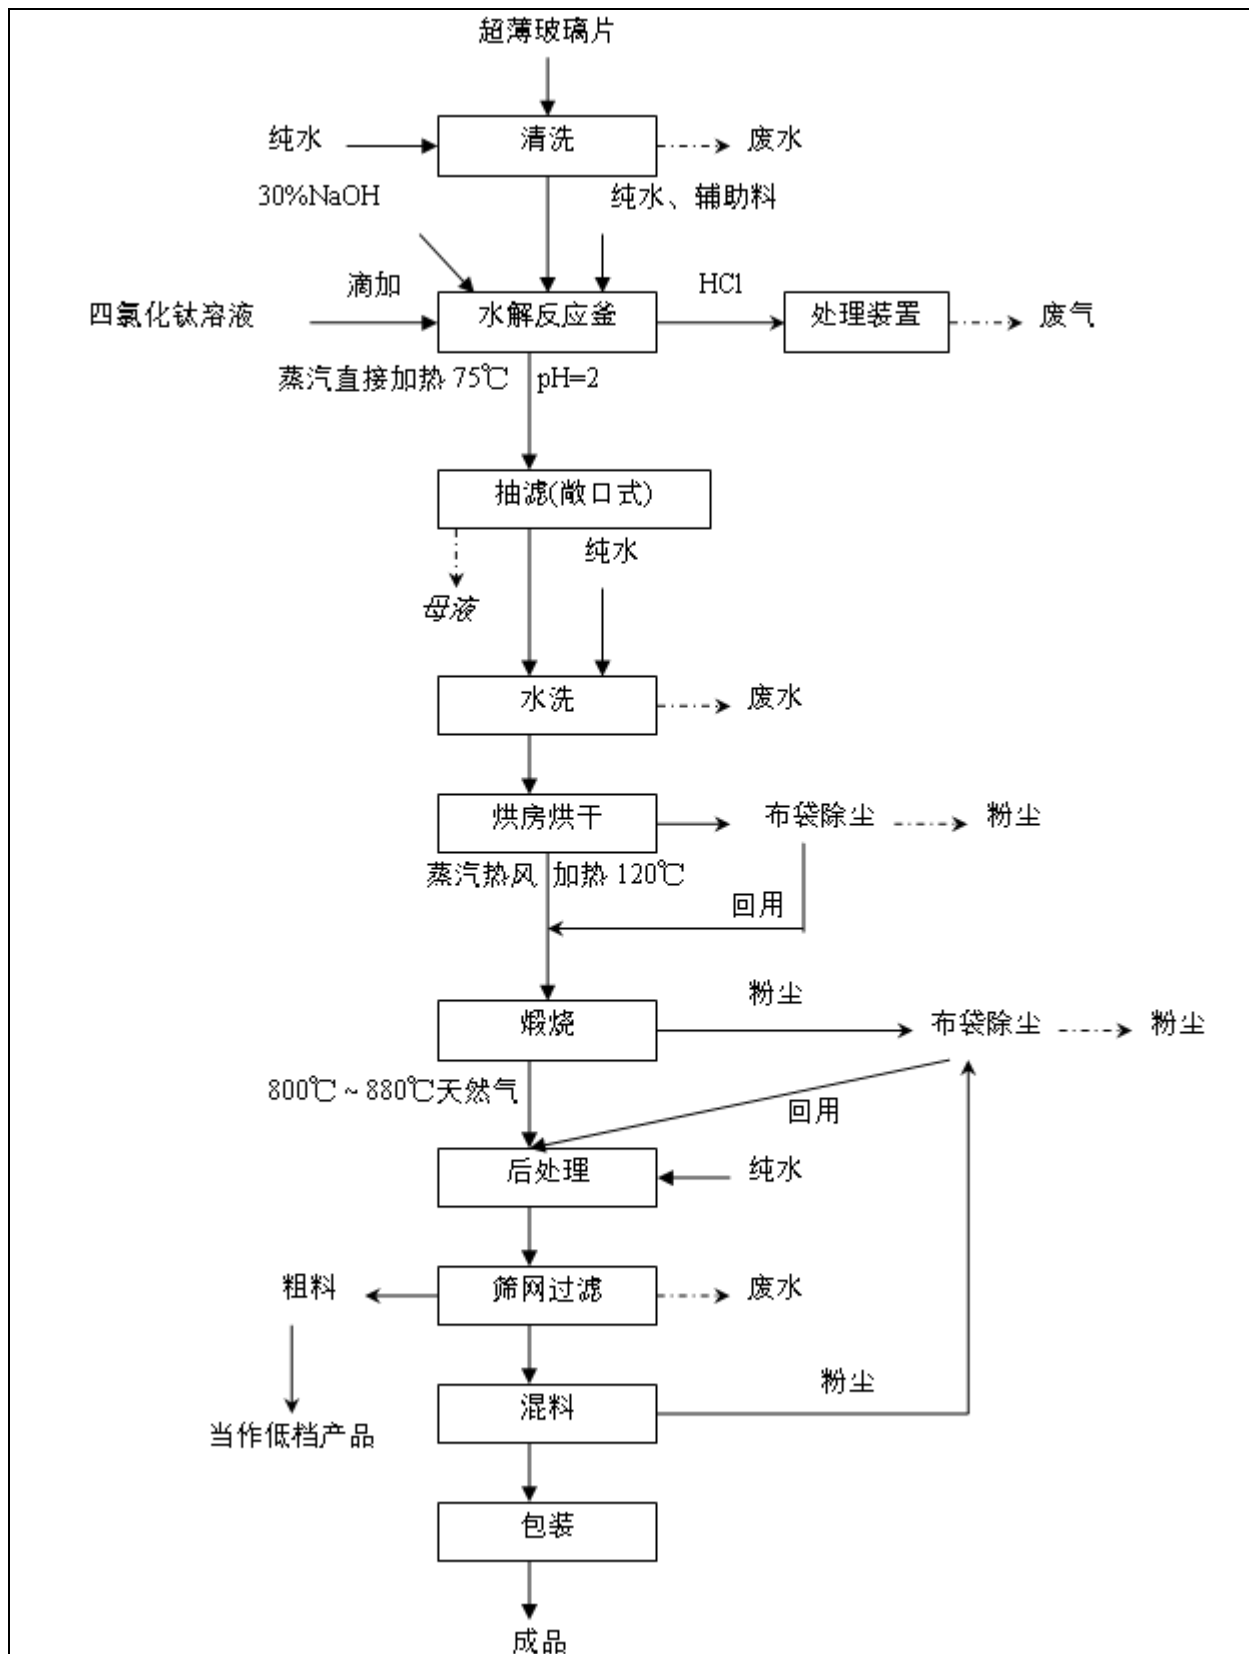 超薄玻璃片
纯水
清洗
废水
30%NaOH
纯水、辅助料
滴加
HCl
四氯化钛溶液
水解反应釜
处理装置
废气
蒸汽直接加热 75℃ pH=2
抽滤(敞口式)
纯水
母液
水洗
废水
烘房烘干
布袋除尘
粉尘
蒸汽热风 加热 120℃
回用
粉尘
煅烧
布袋除尘
粉尘
800℃ ~ 880℃天然气
回用
后处理
纯水
粗料
筛网过滤
废水
粉尘
混料
当作低档产品
包装
成品